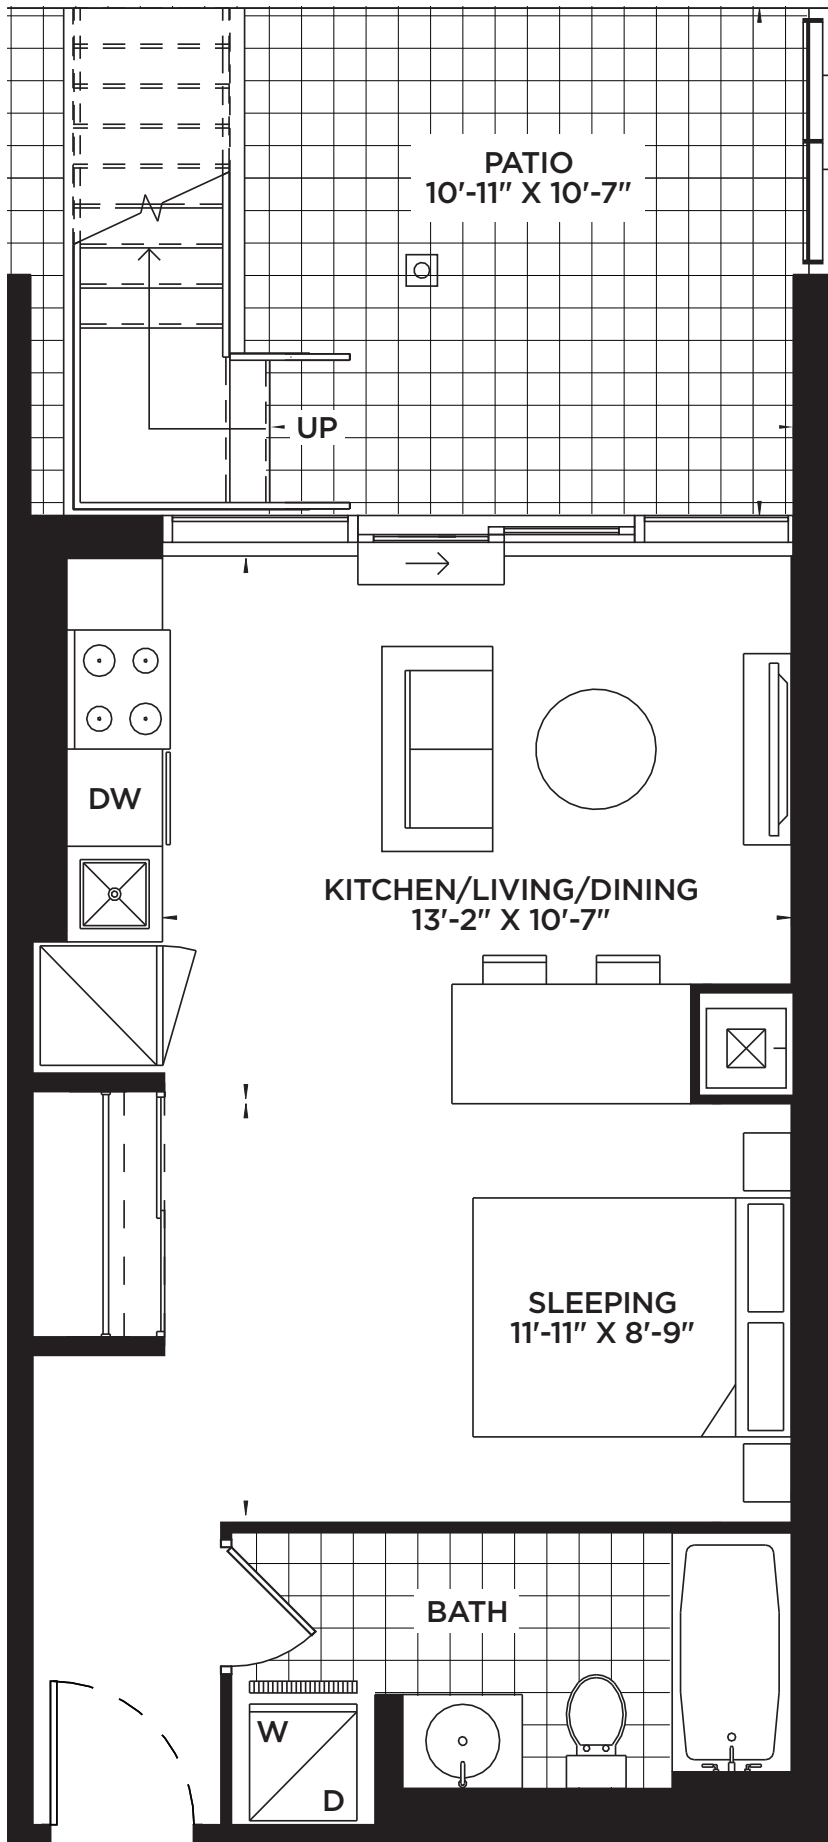 PATIO
10'-11" X 10'-7"
UP
DW
KITCHEN/LIVING/DINING
13'-2" X 10'-7"
SLEEPING
11'-11" X 8'-9"
BATH
W
D